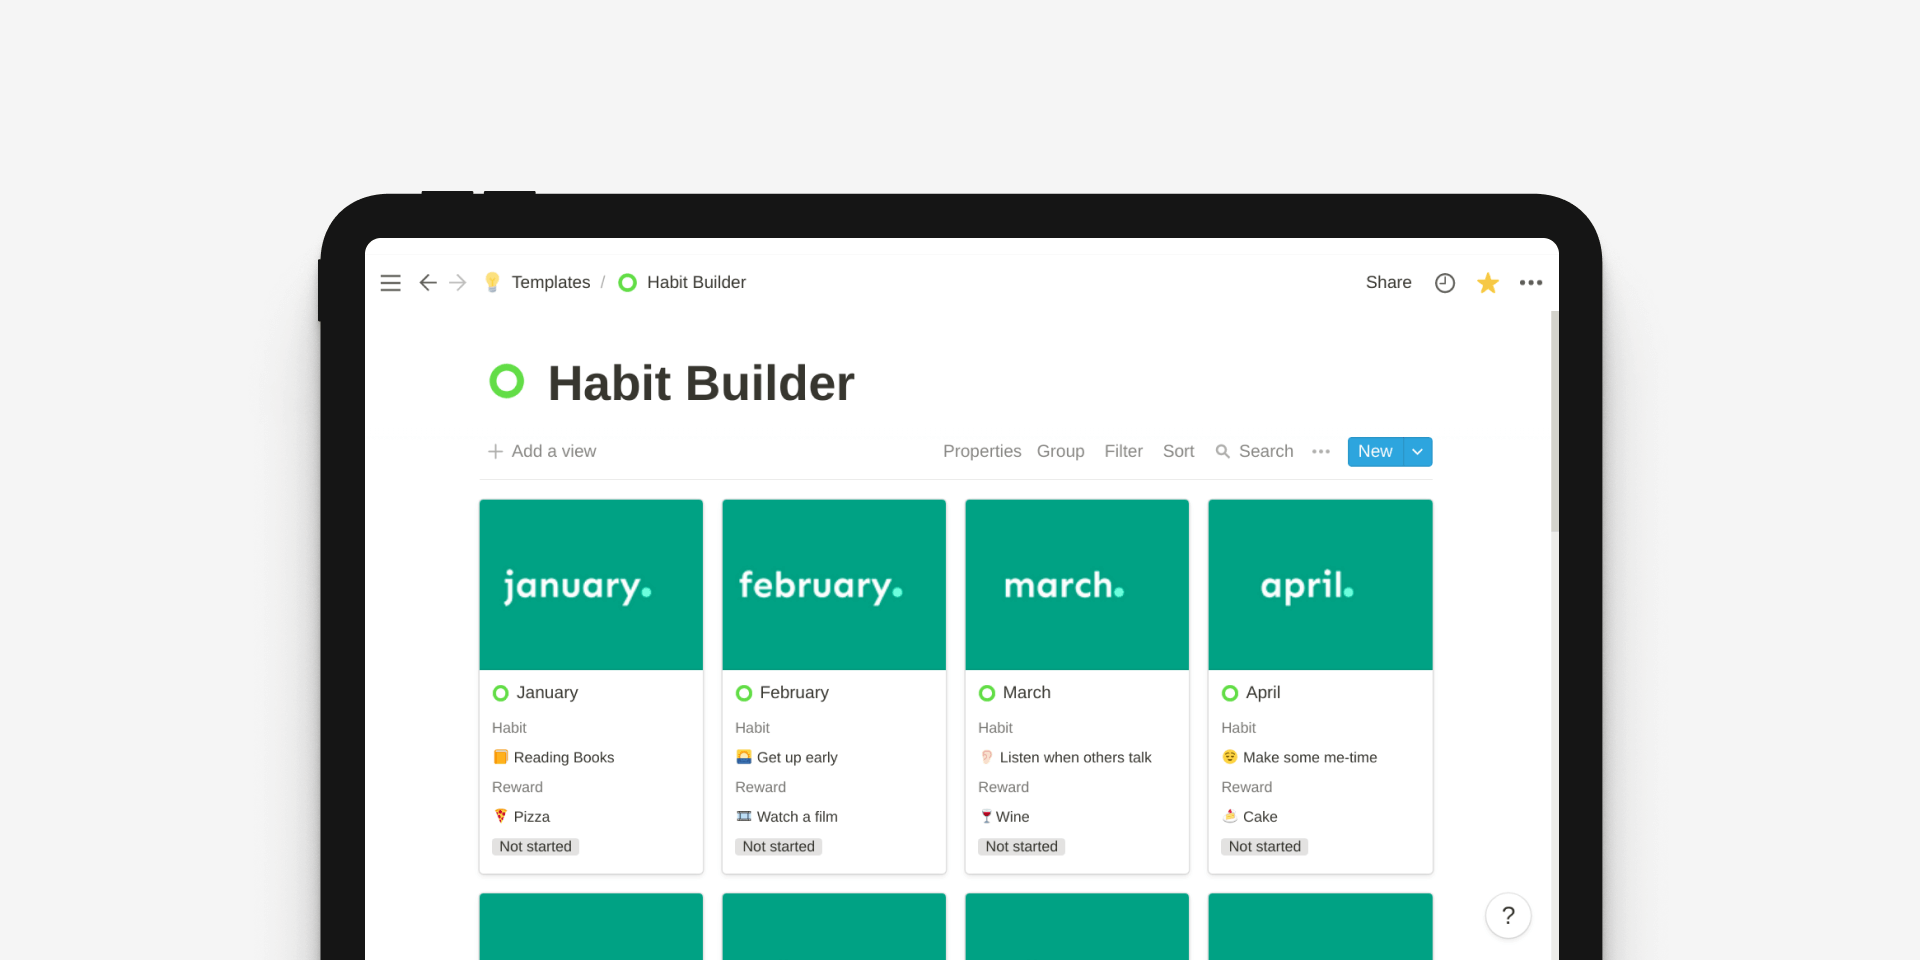 Templates / Habit Builder
Share
Habit Builder
Add a view
Properties Group Filter Sort Search New
january.
february.
march.
april.
January
Habit
Reading Books
Reward
Pizza
Not started
February
Habit
Get up early
Reward
Watch a film
Not started
March
Habit
Listen when others talk
Reward
Wine
Not started
April
Habit
Make some me-time
Reward
Cake
Not started
?